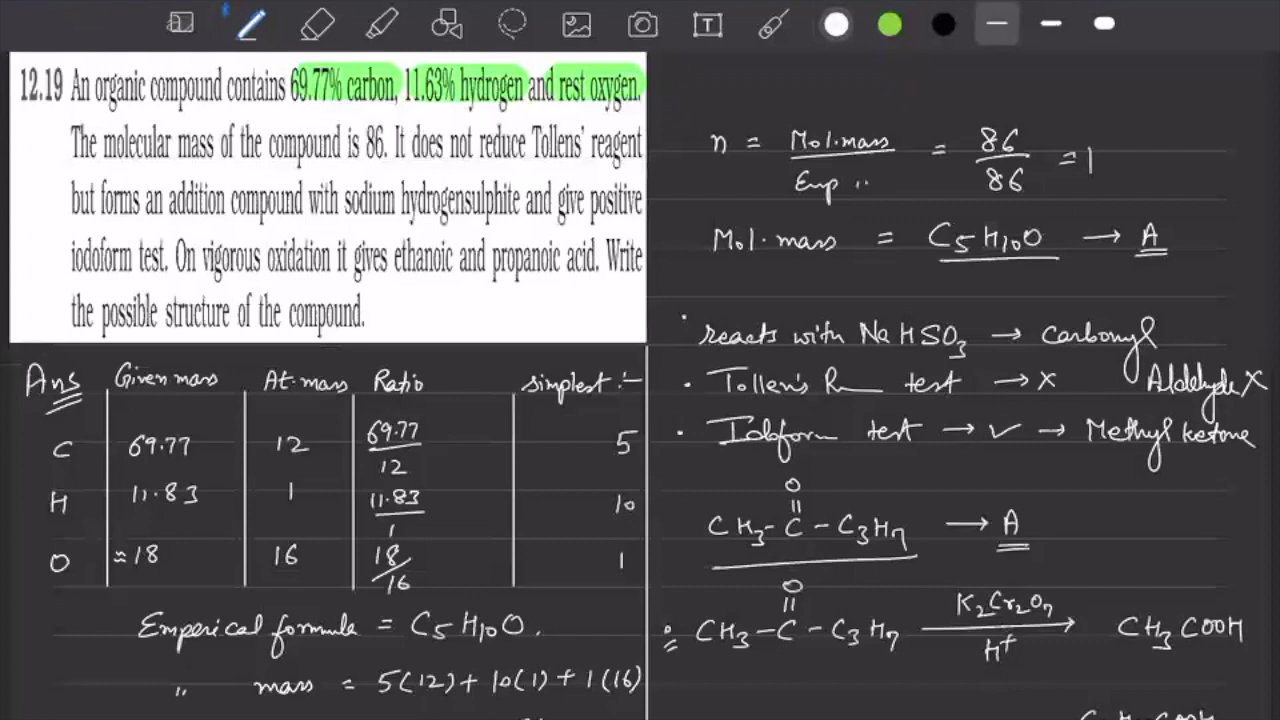 12.19 An organic compound contains 69.77% carbon, 11.63% hydrogen and rest oxygen.
The molecular mass of the compound is 86. It does not reduce Tollens' reagent
but forms an addition compound with sodium hydrogensulphite and give positive
iodoform test. On vigorous oxidation it gives ethanoic and propanoic acid. Write
the possible structure of the compound.
Ans
Given mass At. mass Ratio simplest :-
C 69.77 12 69.77/12 5
H 11.83 1 11.83/1 10
O ≈18 16 18/16 1
Emperical formula = C5H10O.
,, mass = 5(12) + 10(1) + 1(16)
n = Mol. mass / Emp ,, = 86/86 = 1
Mol. mass = C5H10O → A
reacts with NaHSO3 → Carbonyl
· Tollen's R test → X Aldehyde X
· Idoform test → ✓ → Methyl ketone
O
||
CH3-C-C3H7 → A
O
||
CH3-C-C3H7 K2Cr2O7 / H+ → CH3COOH